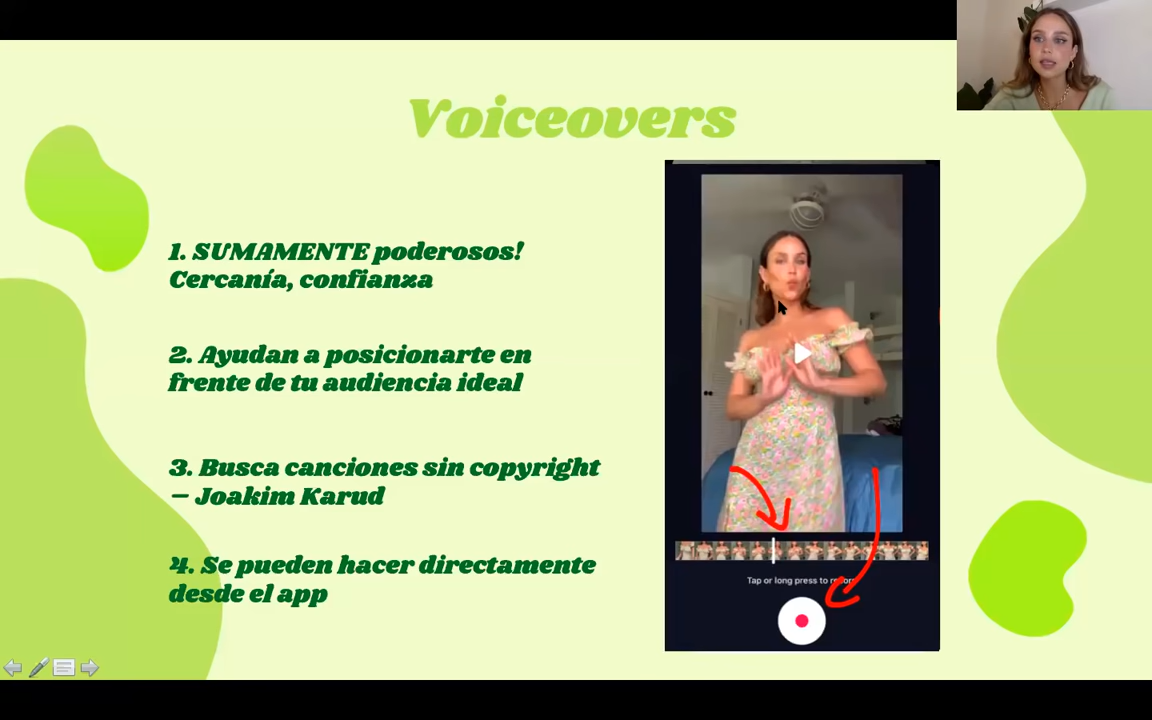 Voiceovers
1. SUMAMENTE poderosos!
Cercanía, confianza
2. Ayudan a posicionarte en
frente de tu audiencia ideal
3. Busca canciones sin copyright
– Joakim Karud
4. Se pueden hacer directamente
desde el app
Tap or long press to record